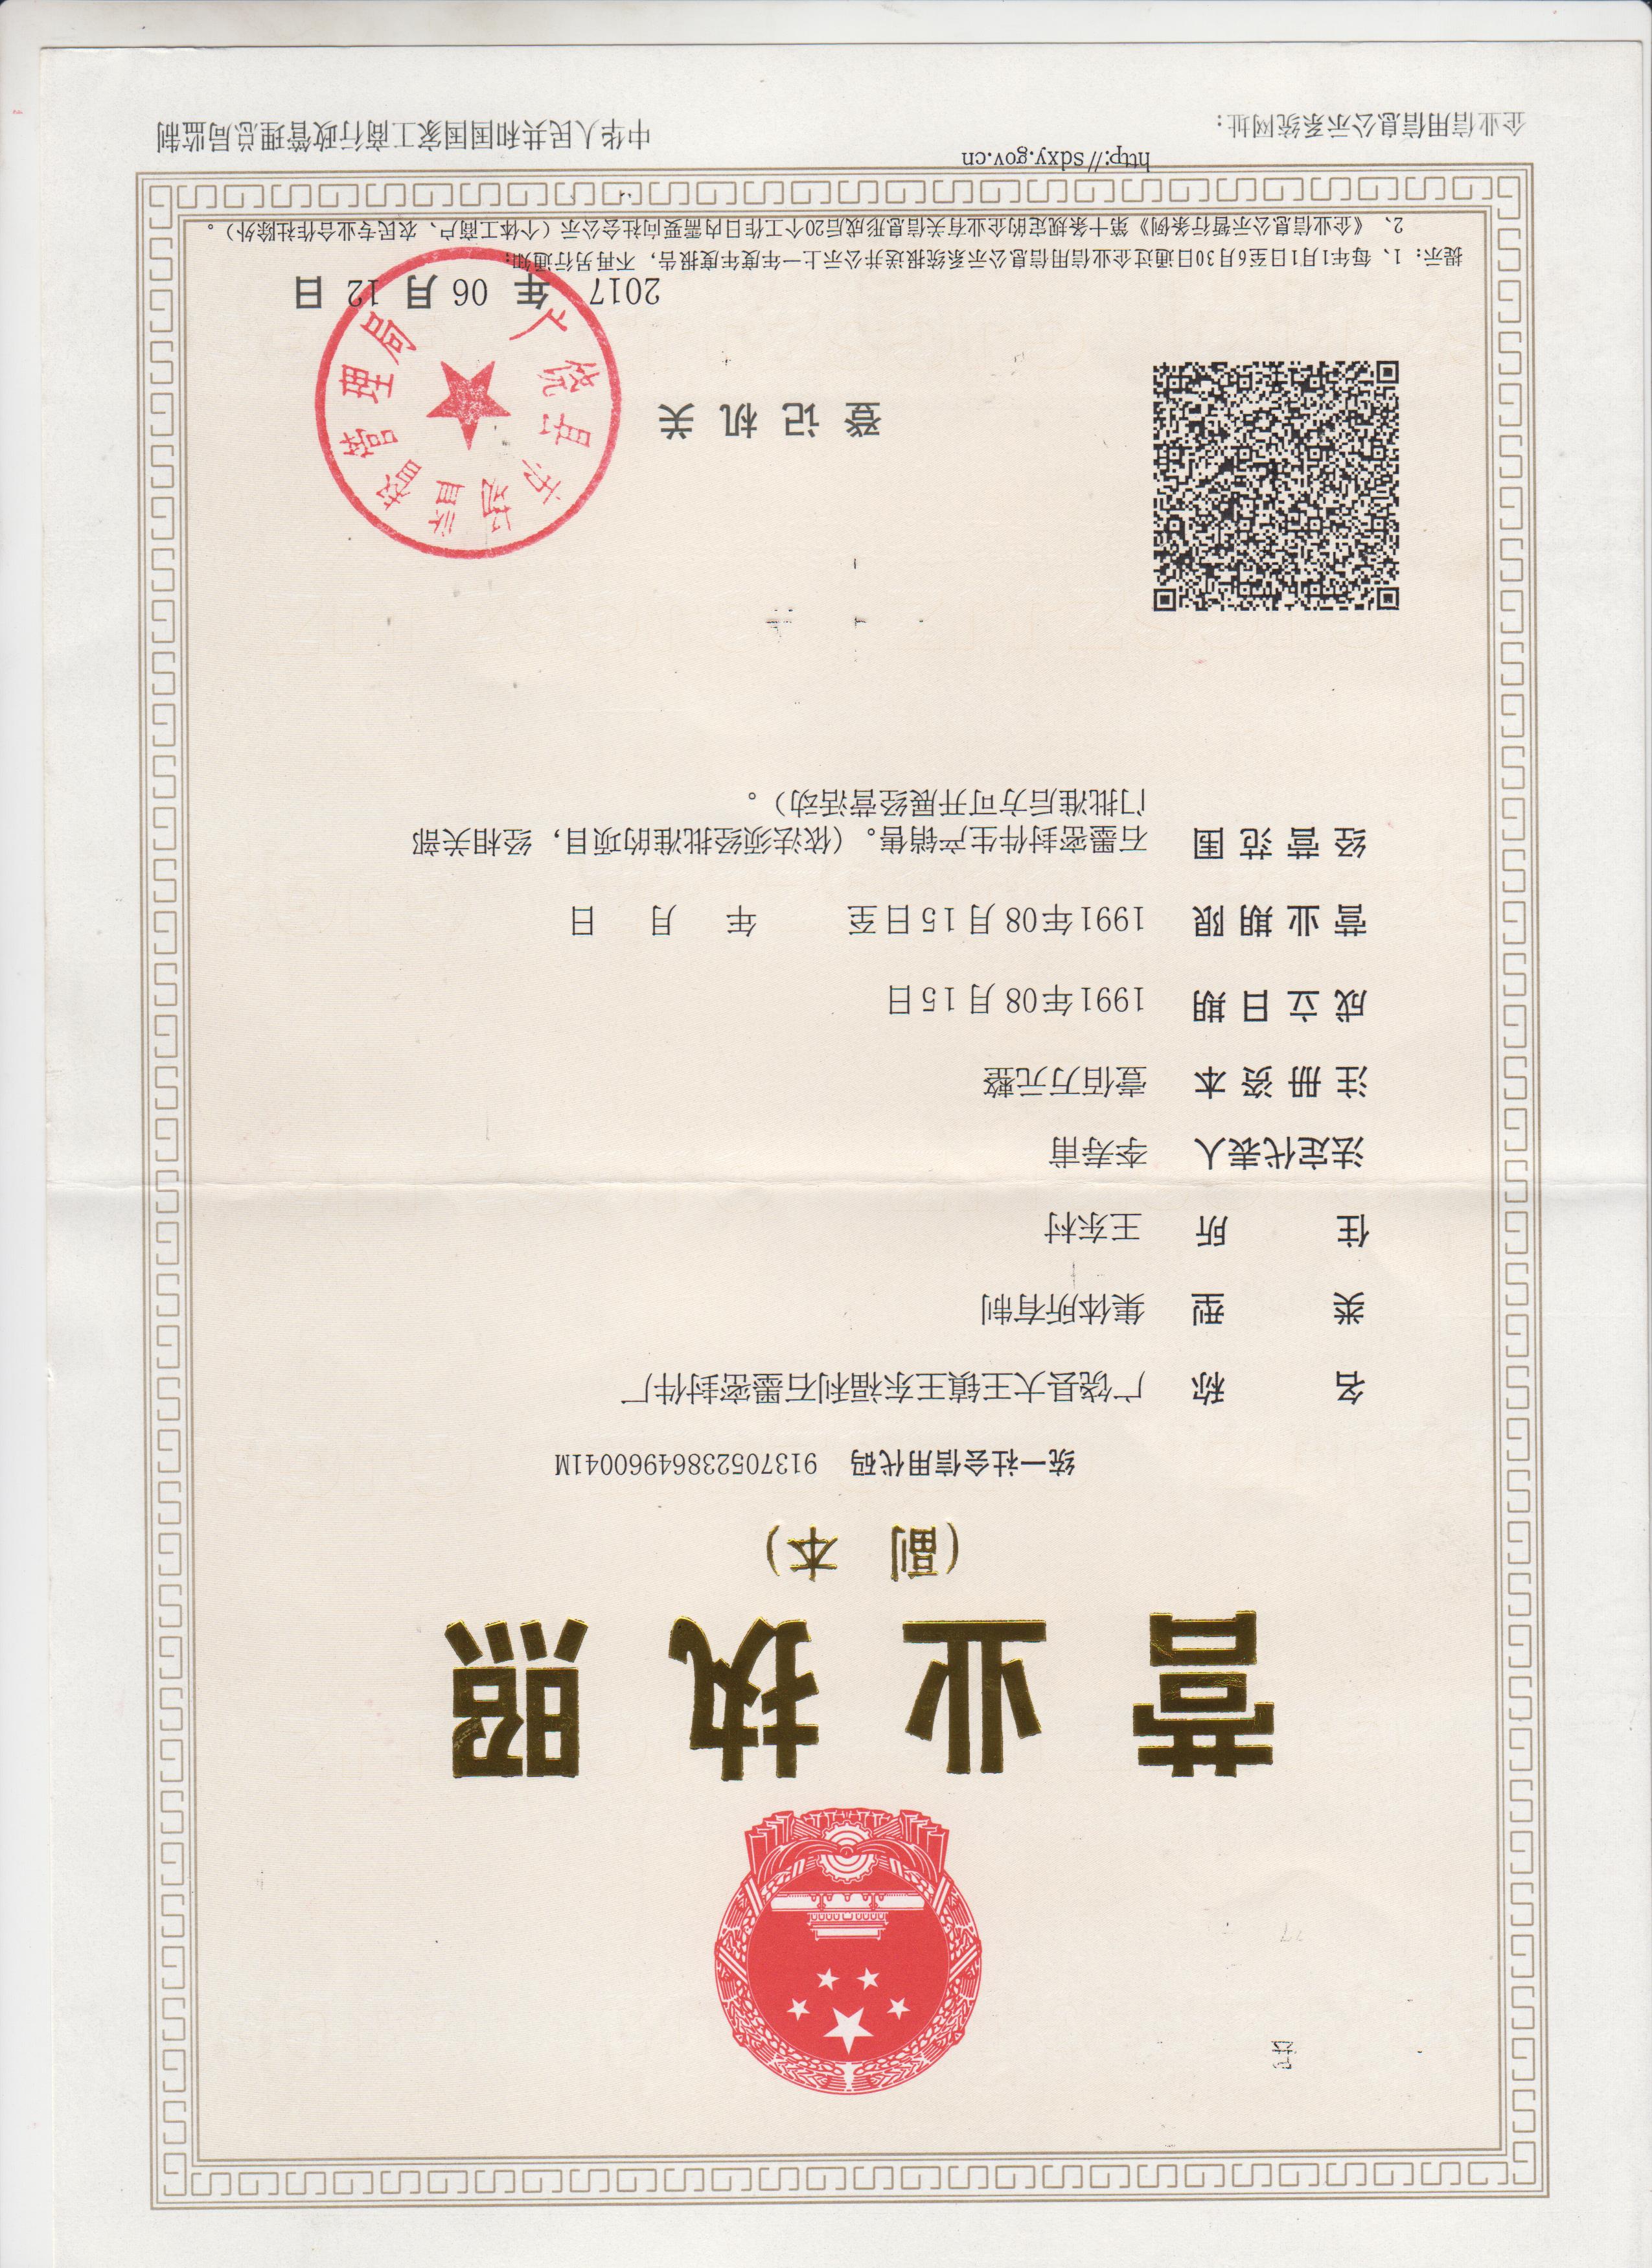 营业执照
（副 本）
统一社会信用代码 91370523864960041M
名 称 广饶县大王镇王东福利石墨密封件厂
类 型 集体所有制
住 所 王东村
法定代表人 李寿甫
注册资本 壹佰万元整
成立日期 1991年08月15日
营业期限 1991年08月15日至 年 月 日
经营范围 石墨密封件生产销售。（依法须经批准的项目，经相关部
门批准后方可开展经营活动）。
登记机关
广饶县市场监督管理局
2017 年 06 月 12 日
提示：1、每年1月1日至6月30日通过企业信用信息公示系统报送并公示上一年度年度报告，不再另行通知；
2、《企业信息公示暂行条例》第十条规定的企业有关信息形成后20个工作日内需要向社会公示（个体工商户、农民专业合作社除外）。
企业信用信息公示系统网址：
http://sdxy.gov.cn
中华人民共和国国家工商行政管理总局监制